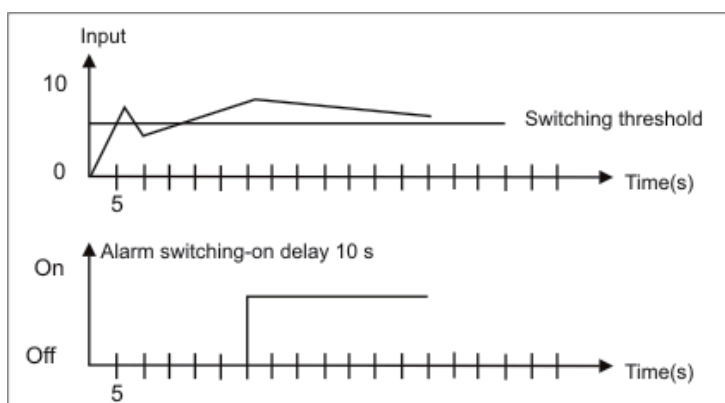 Input
10
Switching threshold
0
Time(s)
5
Alarm switching-on delay 10 s
On
Off
Time(s)
5